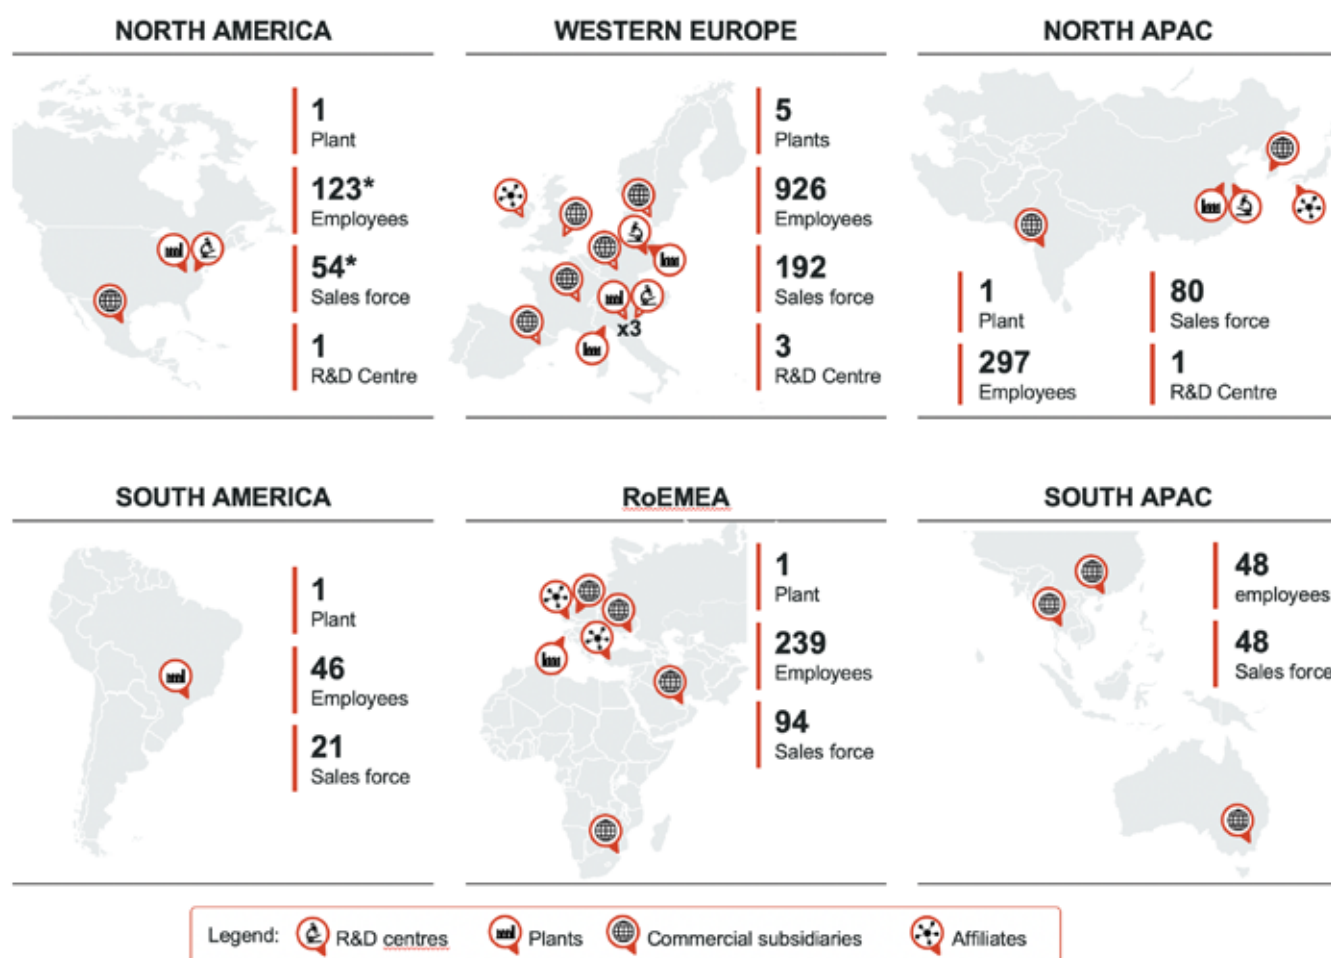 NORTH AMERICA
1
Plant
123*
Employees
54*
Sales force
1
R&D Centre
WESTERN EUROPE
x3
5
Plants
926
Employees
192
Sales force
3
R&D Centre
NORTH APAC
1
Plant
80
Sales force
297
Employees
1
R&D Centre
SOUTH AMERICA
1
Plant
46
Employees
21
Sales force
RoEMEA
1
Plant
239
Employees
94
Sales force
SOUTH APAC
48
employees
48
Sales force
Legend: R&D centres Plants Commercial subsidiaries Affiliates